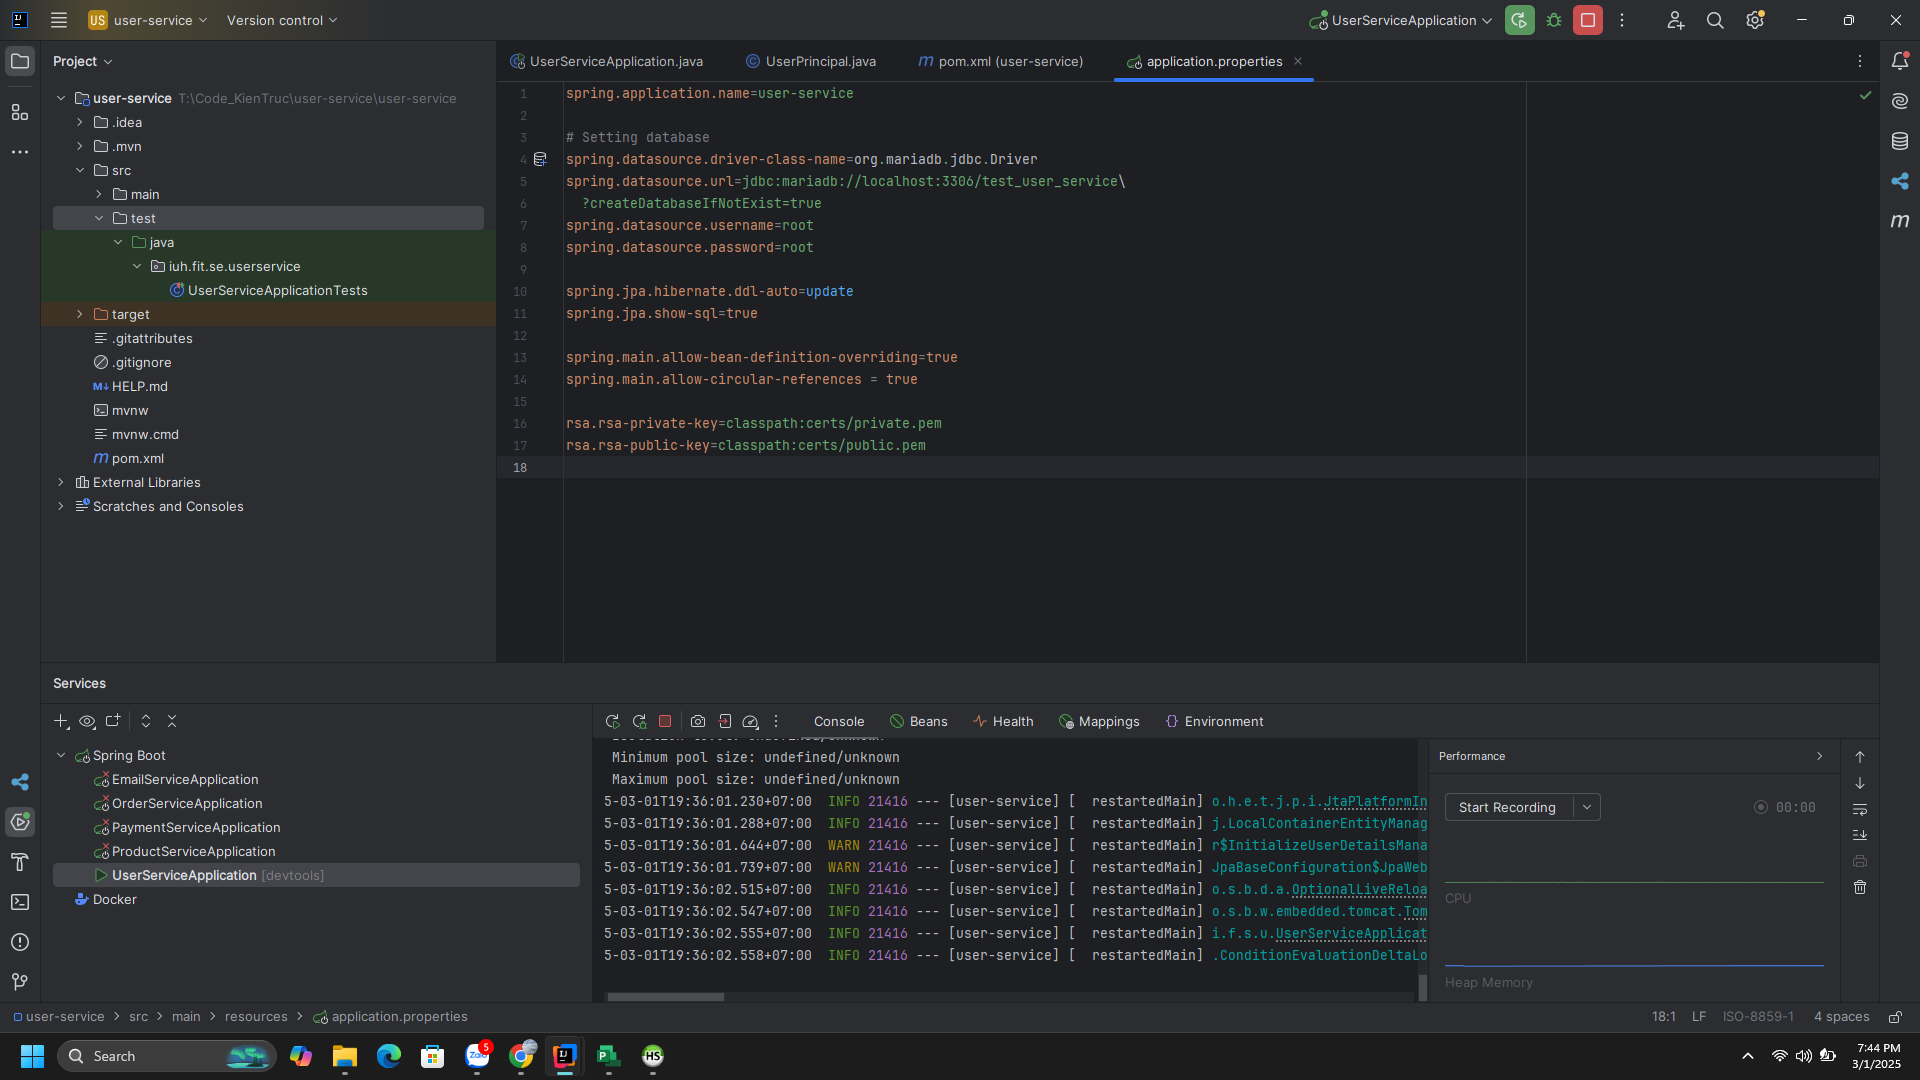 US user-service
Version control
UserServiceApplication
Project
user-service T:\Code_KienTruc\user-service\user-service
.idea
.mvn
src
main
test
java
iuh.fit.se.userservice
UserServiceApplicationTests
target
.gitattributes
.gitignore
HELP.md
mvnw
mvnw.cmd
pom.xml
External Libraries
Scratches and Consoles
UserServiceApplication.java
UserPrincipal.java
pom.xml (user-service)
application.properties
1 spring.application.name=user-service
2
3 # Setting database
4 spring.datasource.driver-class-name=org.mariadb.jdbc.Driver
5 spring.datasource.url=jdbc:mariadb://localhost:3306/test_user_service\
6 ?createDatabaseIfNotExist=true
7 spring.datasource.username=root
8 spring.datasource.password=root
9
10 spring.jpa.hibernate.ddl-auto=update
11 spring.jpa.show-sql=true
12
13 spring.main.allow-bean-definition-overriding=true
14 spring.main.allow-circular-references = true
15
16 rsa.rsa-private-key=classpath:certs/private.pem
17 rsa.rsa-public-key=classpath:certs/public.pem
18
Services
Spring Boot
EmailServiceApplication
OrderServiceApplication
PaymentServiceApplication
ProductServiceApplication
UserServiceApplication [devtools]
Docker
Console
Beans
Health
Mappings
Environment
Minimum pool size: undefined/unknown
Maximum pool size: undefined/unknown
5-03-01T19:36:01.230+07:00 INFO 21416 --- [user-service] [ restartedMain] o.h.e.t.j.p.i.JtaPlatformIn
5-03-01T19:36:01.288+07:00 INFO 21416 --- [user-service] [ restartedMain] j.LocalContainerEntityManag
5-03-01T19:36:01.644+07:00 WARN 21416 --- [user-service] [ restartedMain] r$InitializeUserDetailsMana
5-03-01T19:36:01.739+07:00 WARN 21416 --- [user-service] [ restartedMain] JpaBaseConfiguration$JpaWeb
5-03-01T19:36:02.515+07:00 INFO 21416 --- [user-service] [ restartedMain] o.s.b.d.a.OptionalLiveReloa
5-03-01T19:36:02.547+07:00 INFO 21416 --- [user-service] [ restartedMain] o.s.b.w.embedded.tomcat.Tom
5-03-01T19:36:02.555+07:00 INFO 21416 --- [user-service] [ restartedMain] i.f.s.u.UserServiceApplicat
5-03-01T19:36:02.558+07:00 INFO 21416 --- [user-service] [ restartedMain] .ConditionEvaluationDeltaLo
Performance
Start Recording
00:00
CPU
Heap Memory
user-service > src > main > resources > application.properties
18:1 LF ISO-8859-1 4 spaces
Search
Zalo
5
HS
7:44 PM
3/1/2025